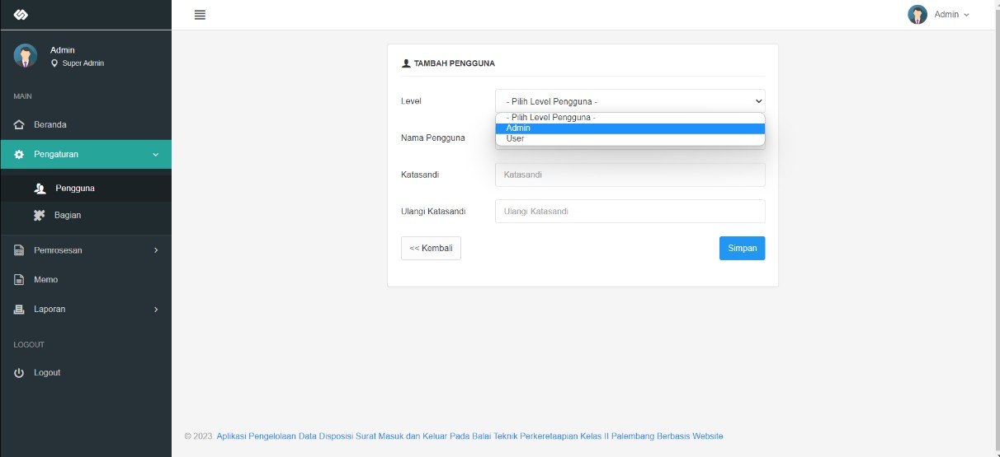 Admin
Admin
Super Admin
MAIN
Beranda
Pengaturan
Pengguna
Bagian
Pemrosesan
Memo
Laporan
LOGOUT
Logout
TAMBAH PENGGUNA
Level
- Pilih Level Pengguna -
- Pilih Level Pengguna -
Admin
User
Nama Pengguna
Katasandi
Katasandi
Ulangi Katasandi
Ulangi Katasandi
<< Kembali
Simpan
© 2023. Aplikasi Pengelolaan Data Disposisi Surat Masuk dan Keluar Pada Balai Teknik Perkeretaapian Kelas II Palembang Berbasis Website